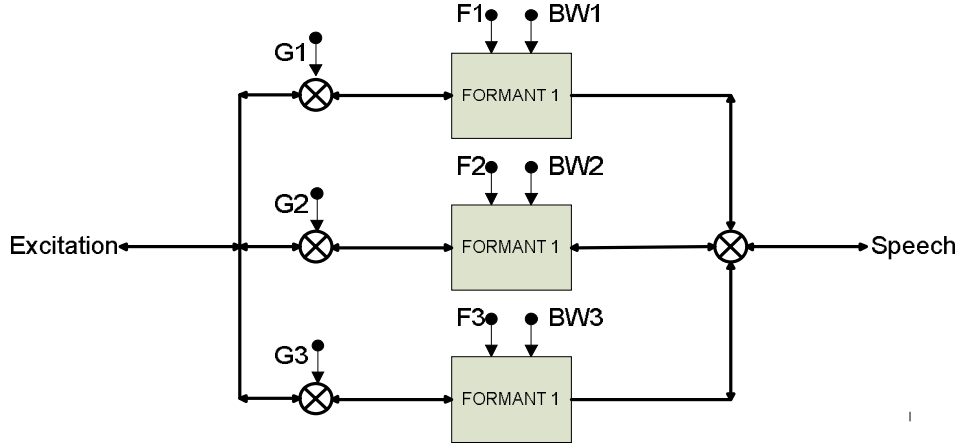 F1 BW1
G1
FORMANT 1
F2 BW2
G2
Excitation FORMANT 1 Speech
F3 BW3
G3
FORMANT 1